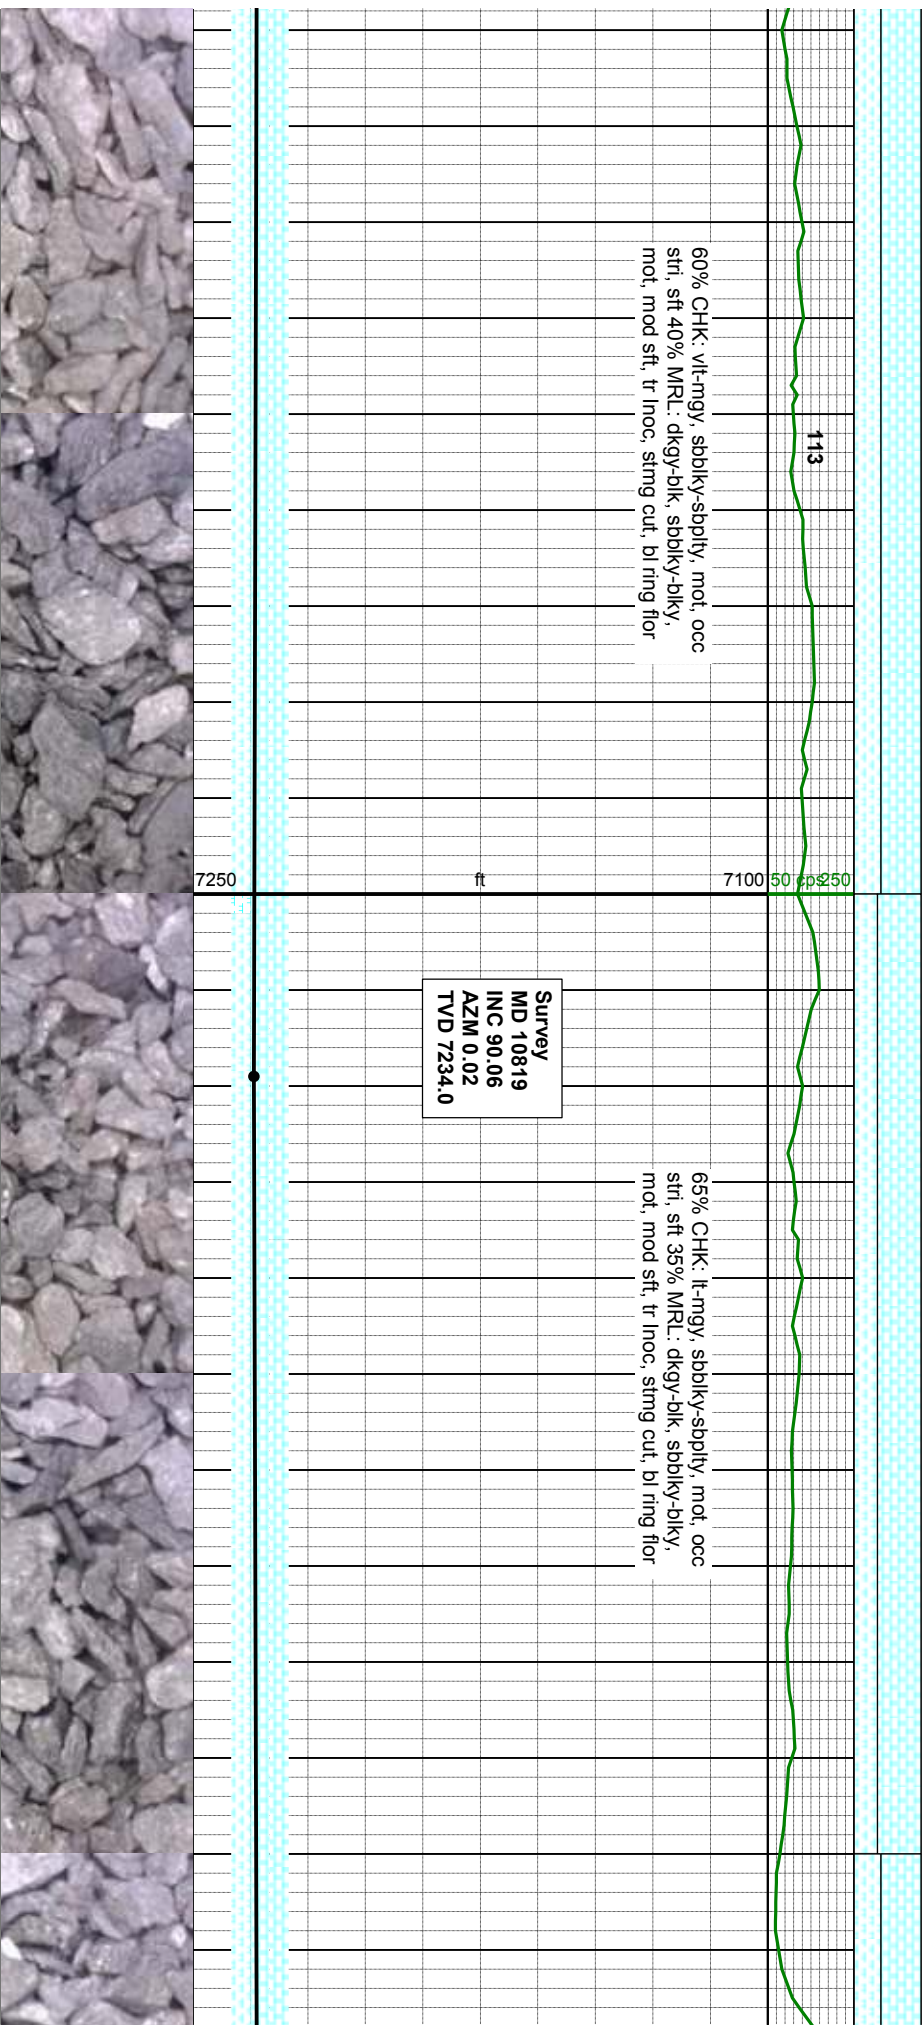 60% CHK: vlt-mgy, sbblky-sbplty, mot, occ
stri, sft 40% MRL: dkgy-blk, sbblky-blky,
mot, mod sft, tr Inoc, stmg cut, bl ring flor
113
7250 ft 7100 50 cps 250
Survey
MD 10819
INC 90.06
AZM 0.02
TVD 7234.0
65% CHK: lt-mgy, sbblky-sbplty, mot, occ
stri, sft 35% MRL: dkgy-blk, sbblky-blky,
mot, mod sft, tr Inoc, stmg cut, bl ring flor